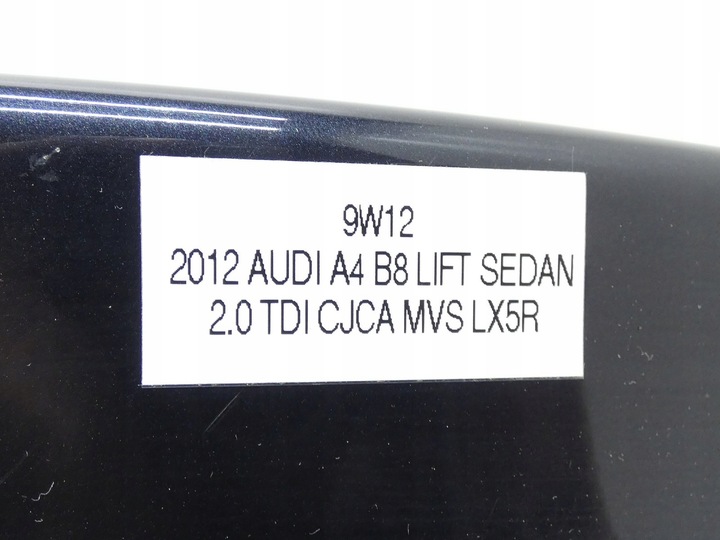 9W12
2012 AUDI A4 B8 LIFT SEDAN
2.0 TDI CJCA MVS LX5R